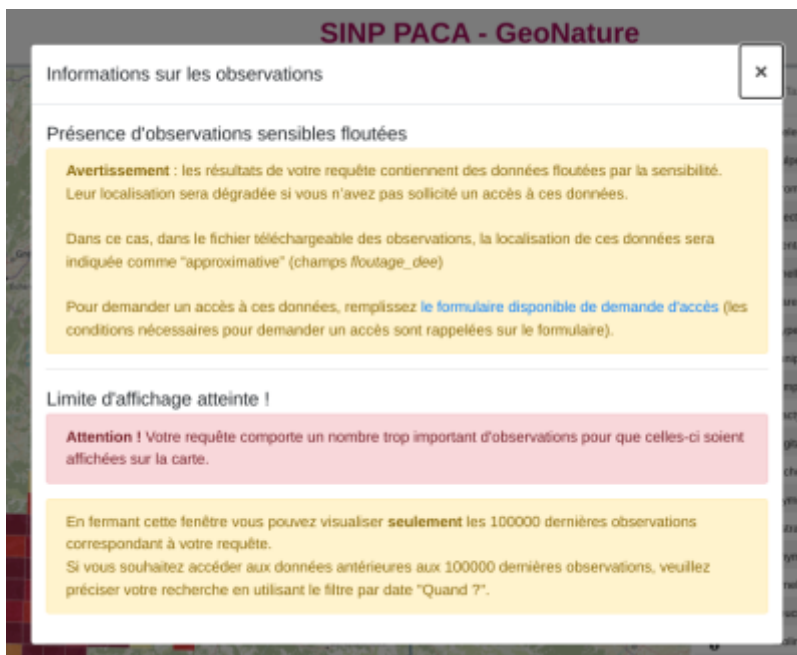 SINP PACA - GeoNature
Informations sur les observations
×
Présence d'observations sensibles floutées
Avertissement : les résultats de votre requête contiennent des données floutées par la sensibilité.
Leur localisation sera dégradée si vous n'avez pas sollicité un accès à ces données.
Dans ce cas, dans le fichier téléchargeable des observations, la localisation de ces données sera
indiquée comme "approximative" (champs floutage_dee)
Pour demander un accès à ces données, remplissez le formulaire disponible de demande d'accès (les
conditions nécessaires pour demander un accès sont rappelées sur le formulaire).
Limite d'affichage atteinte !
Attention ! Votre requête comporte un nombre trop important d'observations pour que celles-ci soient
affichées sur la carte.
En fermant cette fenêtre vous pouvez visualiser seulement les 100000 dernières observations
correspondant à votre requête.
Si vous souhaitez accéder aux données antérieures aux 100000 dernières observations, veuillez
préciser votre recherche en utilisant le filtre par date "Quand ?".